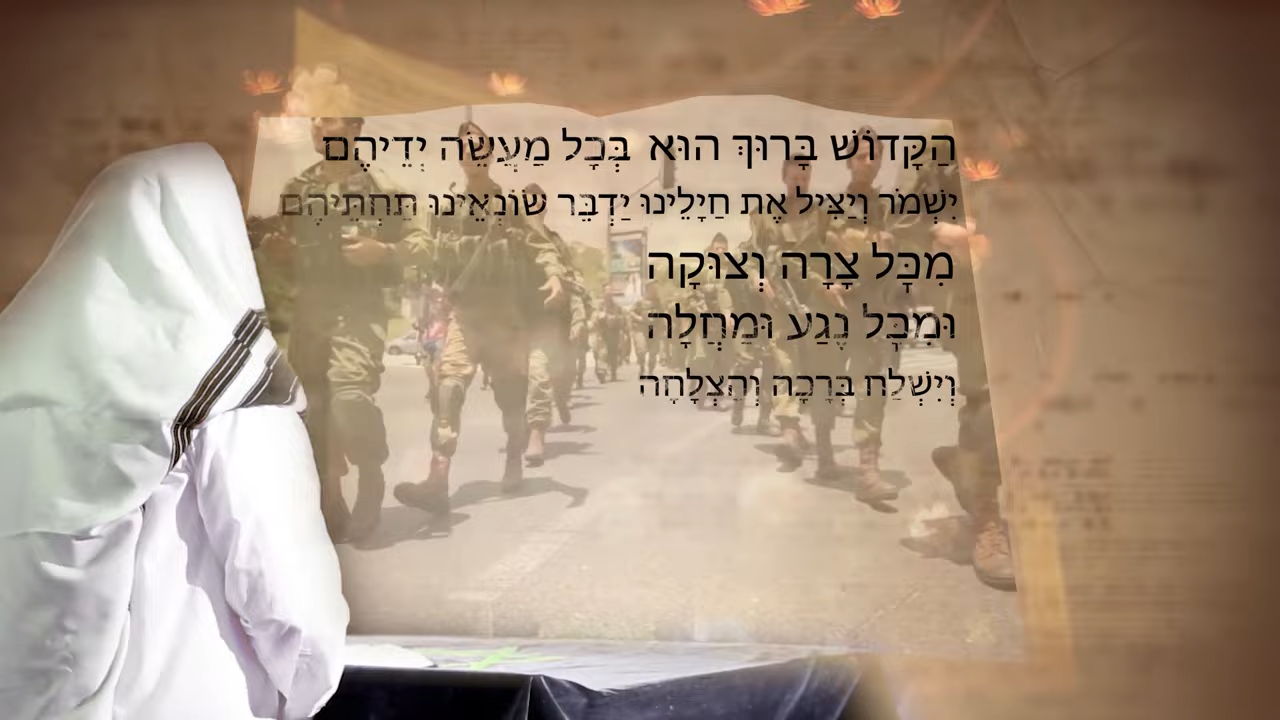 הַקָּדוֹשׁ בָּרוּךְ הוּא בְּכָל מַעֲשֵׂה יְדֵיהֶם
יִשְׁמֹר וְיַצִּיל אֶת חַיָלֵינוּ יַדְבֵּר שׂוֹנְאֵינוּ תַּחְתֵּיהֶם
מִכָּל צָרָה וְצוּקָה
וּמִכָּל נֶגַע וּמַחֲלָה
וְיִשְׁלַח בְּרָכָה וְהַצְלָחָה